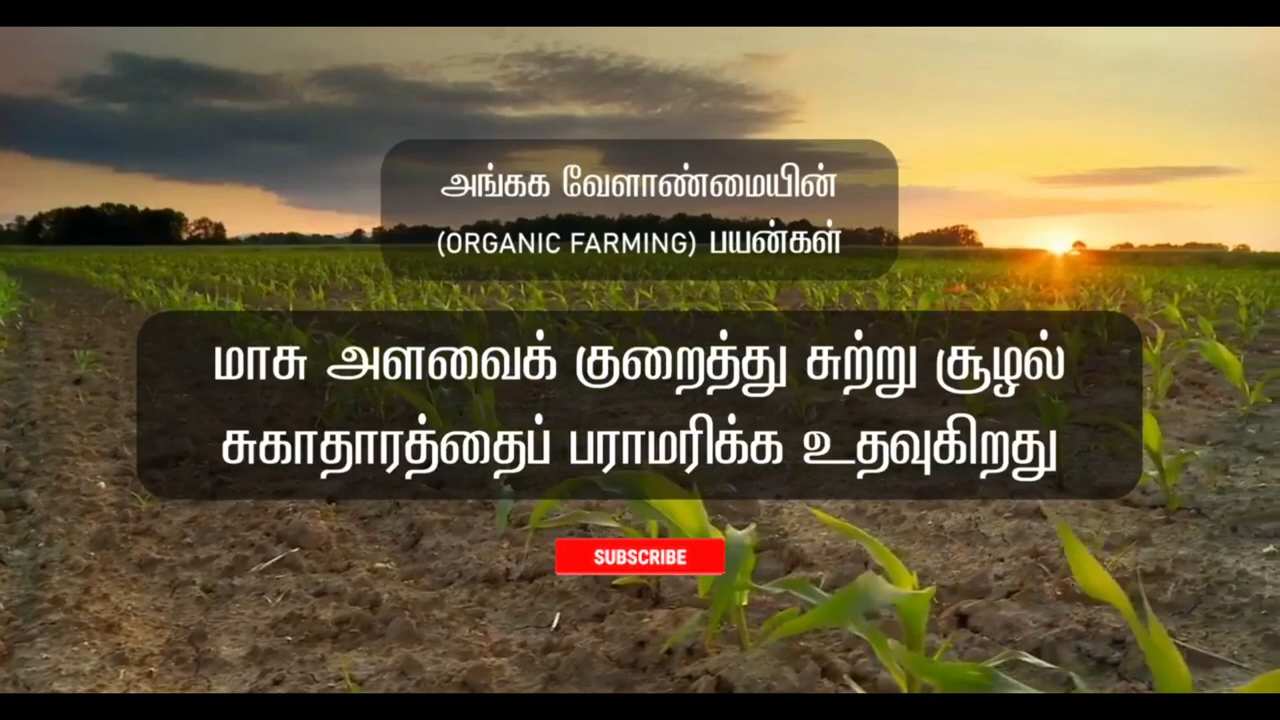 அங்கக வேளாண்மையின்
(ORGANIC FARMING) பயன்கள்
மாசு அளவைக் குறைத்து சுற்று சூழல்
சுகாதாரத்தைப் பராமரிக்க உதவுகிறது
SUBSCRIBE